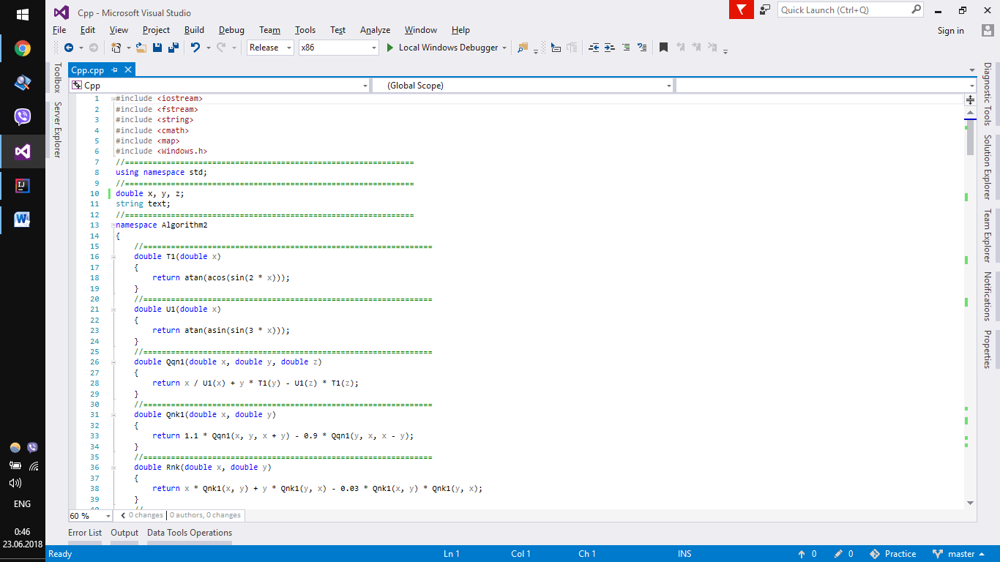 Cpp - Microsoft Visual Studio
Quick Launch (Ctrl+Q)
File Edit View Project Build Debug Team Tools Test Analyze Window Help
Sign in
Release x86 Local Windows Debugger
Toolbox
Server Explorer
Cpp.cpp
Cpp (Global Scope)
1 #include <iostream>
2 #include <fstream>
3 #include <string>
4 #include <cmath>
5 #include <map>
6 #include <Windows.h>
7 //===============================================================
8 using namespace std;
9 //===============================================================
10 double x, y, z;
11 string text;
12 //===============================================================
13 namespace Algorithm2
14 {
15 //===============================================================
16 double T1(double x)
17 {
18 return atan(acos(sin(2 * x)));
19 }
20 //===============================================================
21 double U1(double x)
22 {
23 return atan(asin(sin(3 * x)));
24 }
25 //===============================================================
26 double Qqn1(double x, double y, double z)
27 {
28 return x / U1(x) + y * T1(y) - U1(z) * T1(z);
29 }
30 //===============================================================
31 double Qnk1(double x, double y)
32 {
33 return 1.1 * Qqn1(x, y, x + y) - 0.9 * Qqn1(y, x, x - y);
34 }
35 //===============================================================
36 double Rnk(double x, double y)
37 {
38 return x * Qnk1(x, y) + y * Qnk1(y, x) - 0.03 * Qnk1(x, y) * Qnk1(y, x);
39 }
60 % 0 changes | 0 authors, 0 changes
Diagnostic Tools
Solution Explorer
Team Explorer
Notifications
Properties
Error List Output Data Tools Operations
Ready Ln 1 Col 1 Ch 1 INS 0 0 Practice master
ENG
0:46
23.06.2018